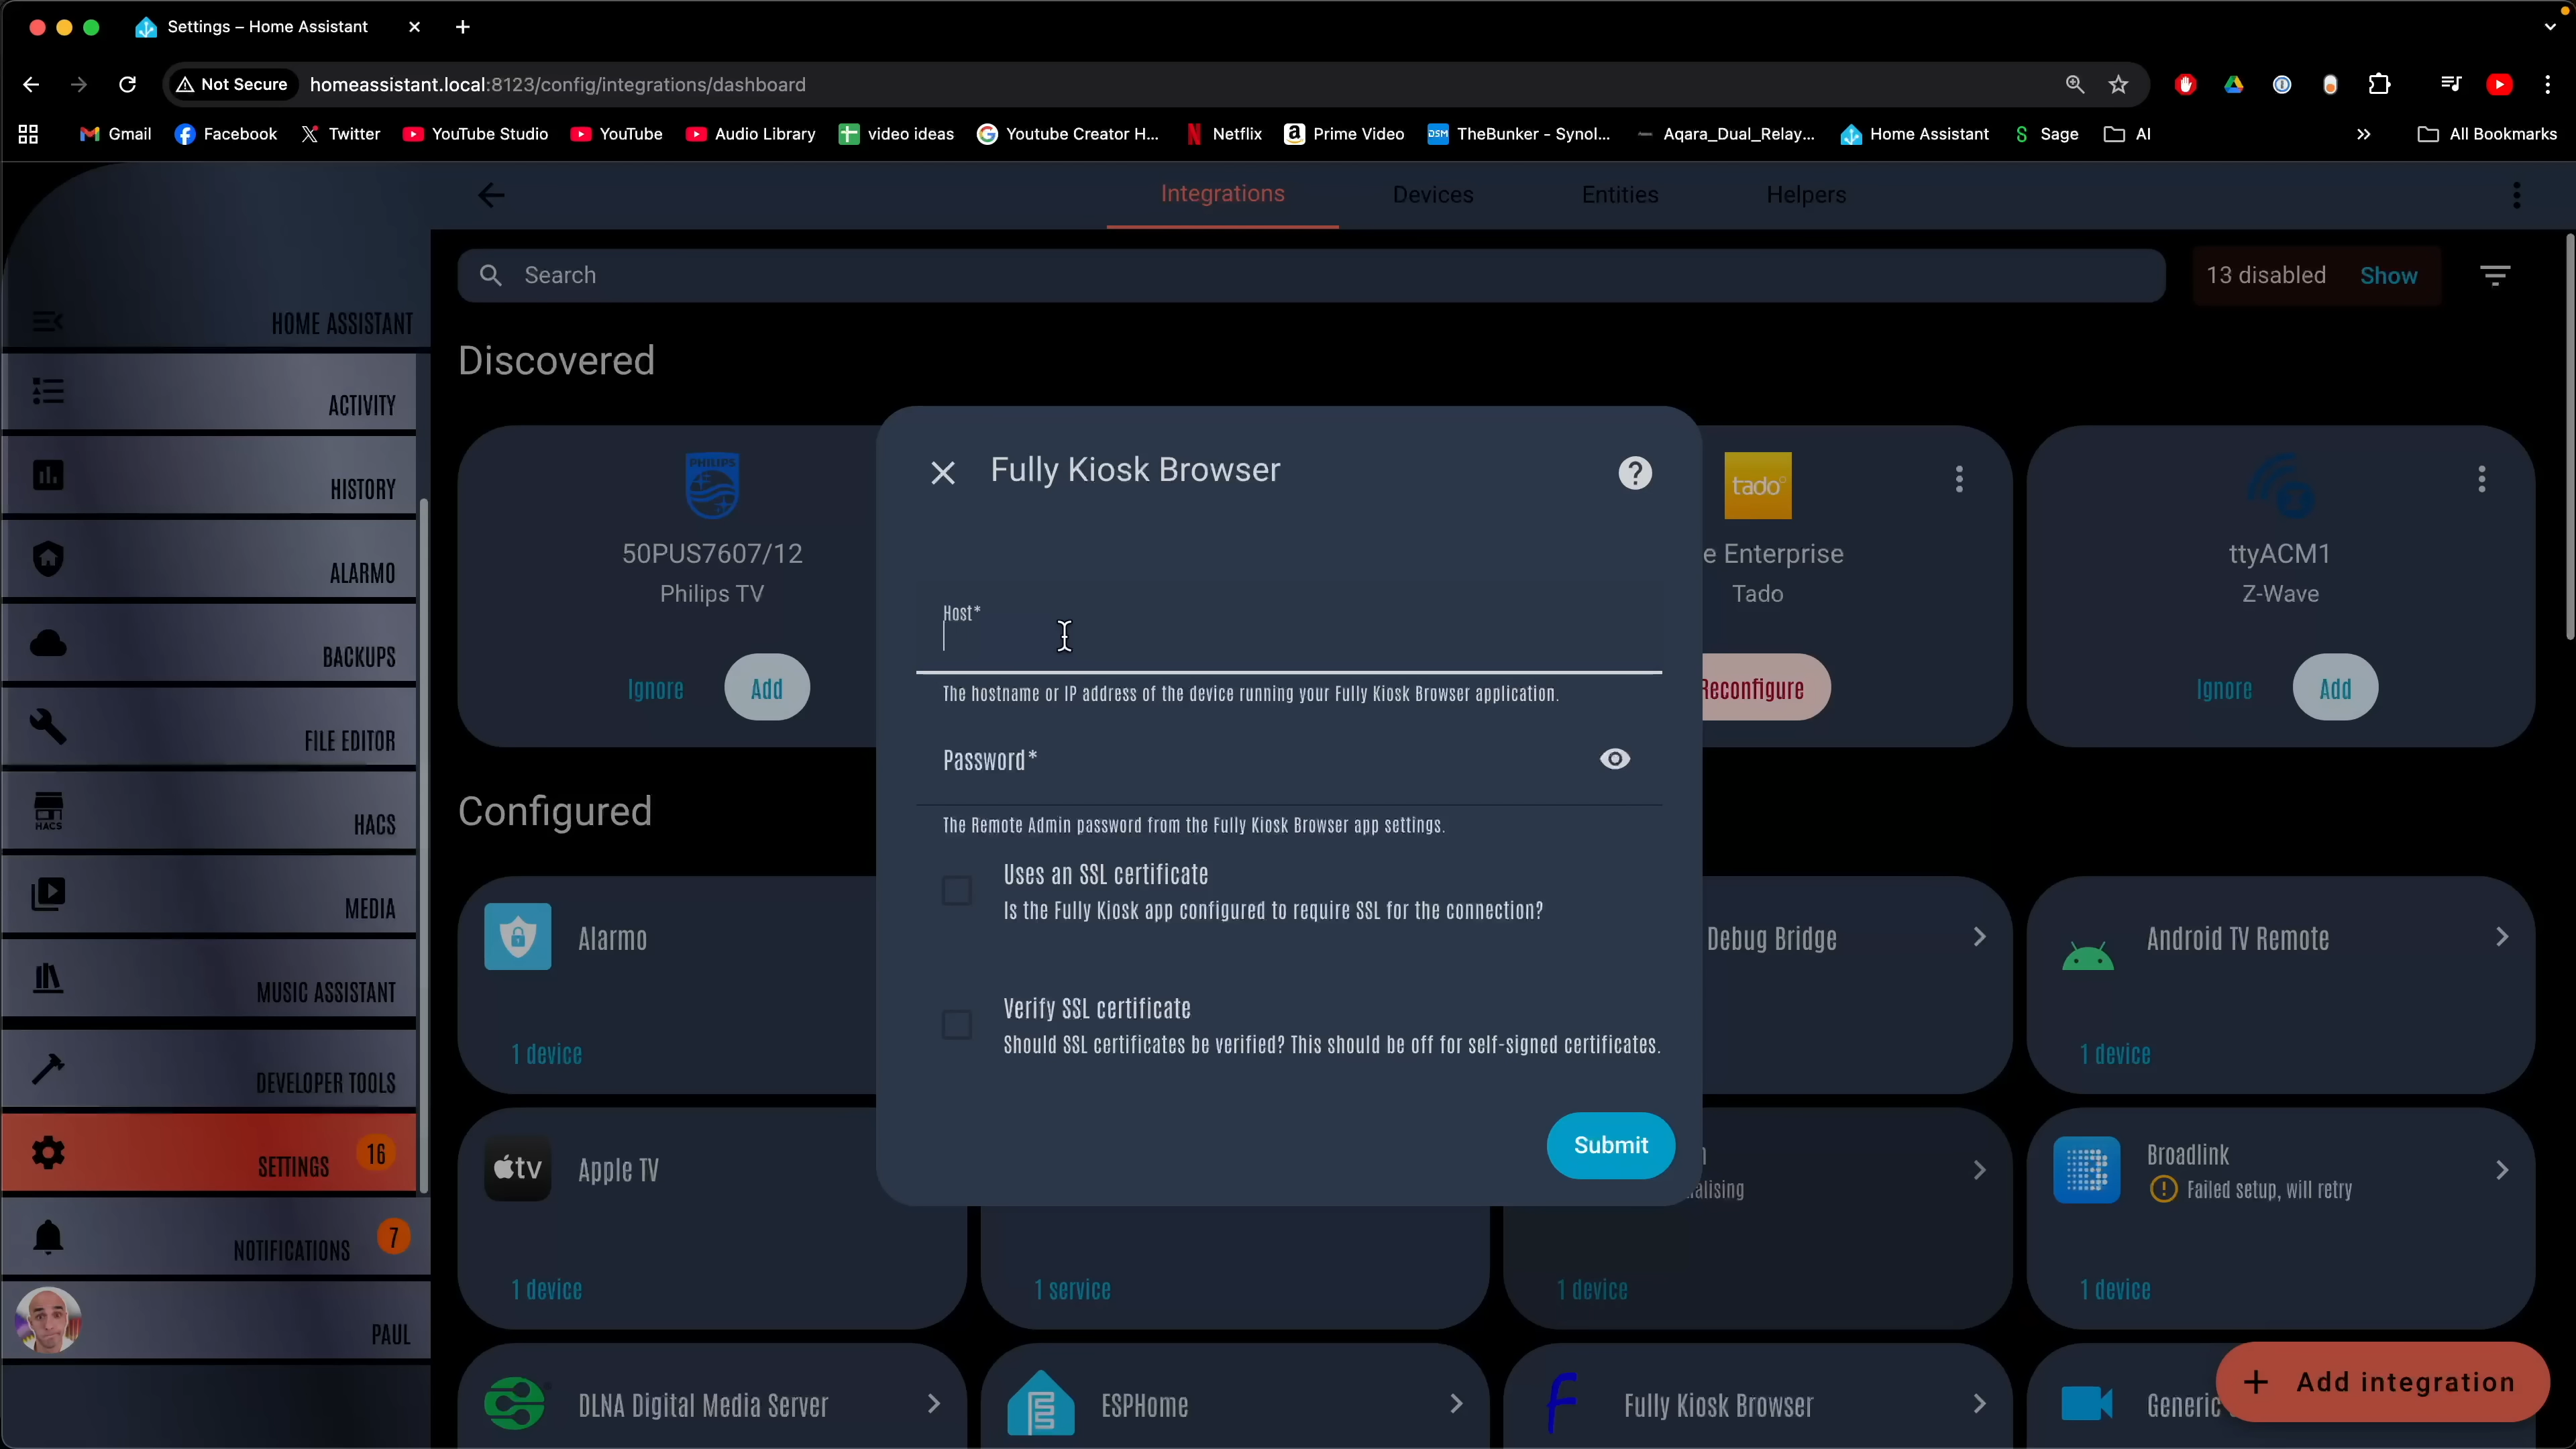 Settings – Home Assistant
Not Secure
homeassistant.local:8123/config/integrations/dashboard
Gmail
Facebook
Twitter
YouTube Studio
YouTube
Audio Library
video ideas
Youtube Creator H...
Netflix
Prime Video
DSM
TheBunker - Synol...
Aqara_Dual_Relay...
Home Assistant
Sage
AI
All Bookmarks
Integrations
Devices
Entities
Helpers
Search
13 disabled
Show
HOME ASSISTANT
ACTIVITY
HISTORY
ALARMO
BACKUPS
FILE EDITOR
HACS
HACS
MEDIA
MUSIC ASSISTANT
DEVELOPER TOOLS
SETTINGS
16
NOTIFICATIONS
7
PAUL
Discovered
PHILIPS
50PUS7607/12
Philips TV
Ignore
Add
tado°
e Enterprise
Tado
Reconfigure
ttyACM1
Z-Wave
Ignore
Add
Fully Kiosk Browser
Host*
The hostname or IP address of the device running your Fully Kiosk Browser application.
Password*
The Remote Admin password from the Fully Kiosk Browser app settings.
Uses an SSL certificate
Is the Fully Kiosk app configured to require SSL for the connection?
Verify SSL certificate
Should SSL certificates be verified? This should be off for self-signed certificates.
Submit
Configured
Alarmo
1 device
Debug Bridge
Android TV Remote
1 device
tv
Apple TV
1 device
1 service
alising
1 device
Broadlink
Failed setup, will retry
1 device
DLNA Digital Media Server
ESPHome
Fully Kiosk Browser
Generic
Add integration